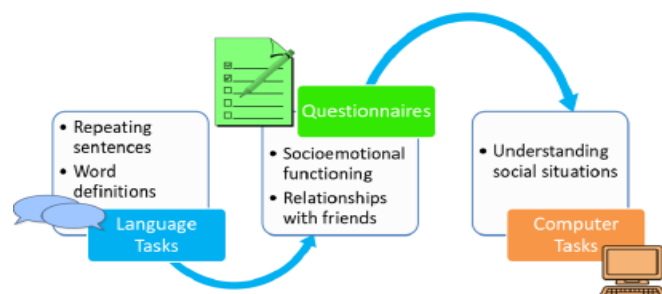 • Repeating
sentences
• Word
definitions
Language
Tasks
Questionnaires
• Socioemotional
functioning
• Relationships
with friends
• Understanding
social situations
Computer
Tasks